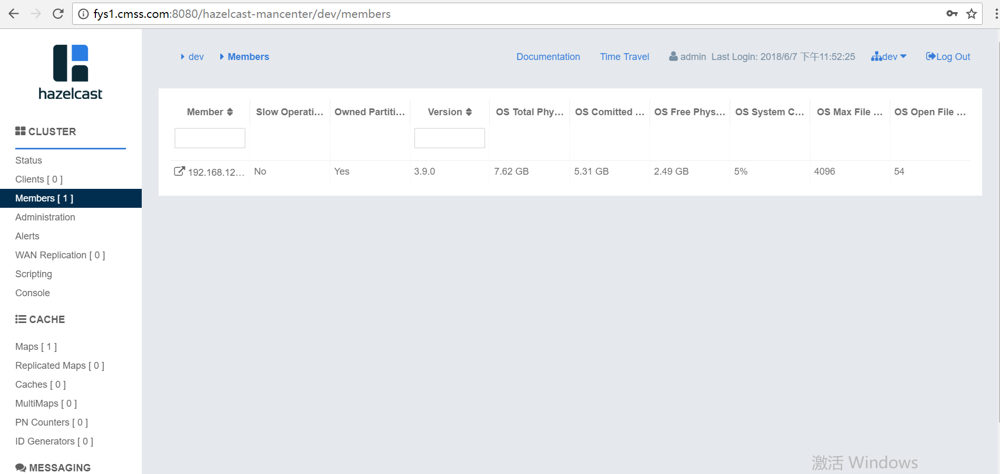 fys1.cmss.com:8080/hazelcast-mancenter/dev/members
hazelcast
dev Members Documentation Time Travel admin Last Login: 2018/6/7 下午11:52:25 dev Log Out
CLUSTER
Status
Clients [ 0 ]
Members [ 1 ]
Administration
Alerts
WAN Replication [ 0 ]
Scripting
Console
CACHE
Maps [ 1 ]
Replicated Maps [ 0 ]
Caches [ 0 ]
MultiMaps [ 0 ]
PN Counters [ 0 ]
ID Generators [ 0 ]
MESSAGING
Member Slow Operati... Owned Partiti... Version OS Total Phy... OS Comitted ... OS Free Phys... OS System C... OS Max File ... OS Open File ...
192.168.12... No Yes 3.9.0 7.62 GB 5.31 GB 2.49 GB 5% 4096 54
激活 Windows